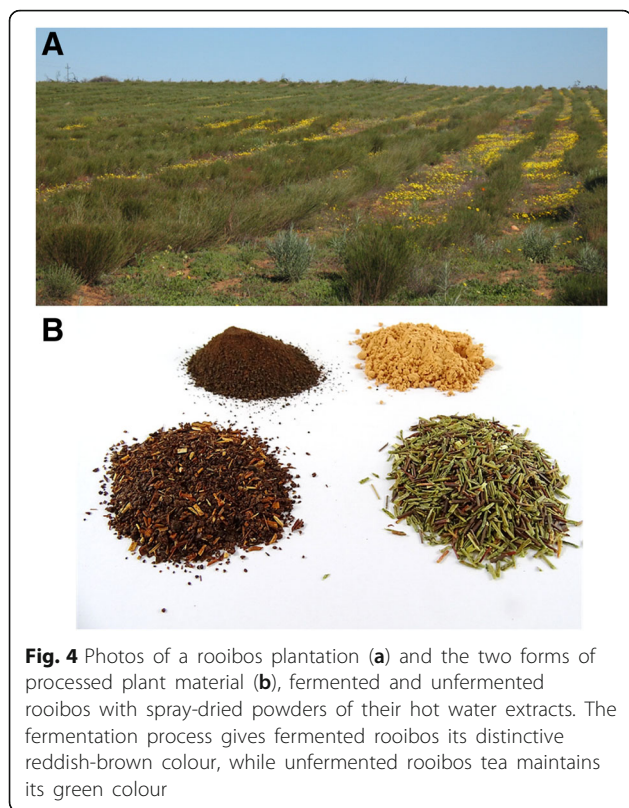 A
B
Fig. 4 Photos of a rooibos plantation (a) and the two forms of
processed plant material (b), fermented and unfermented
rooibos with spray-dried powders of their hot water extracts. The
fermentation process gives fermented rooibos its distinctive
reddish-brown colour, while unfermented rooibos tea maintains
its green colour